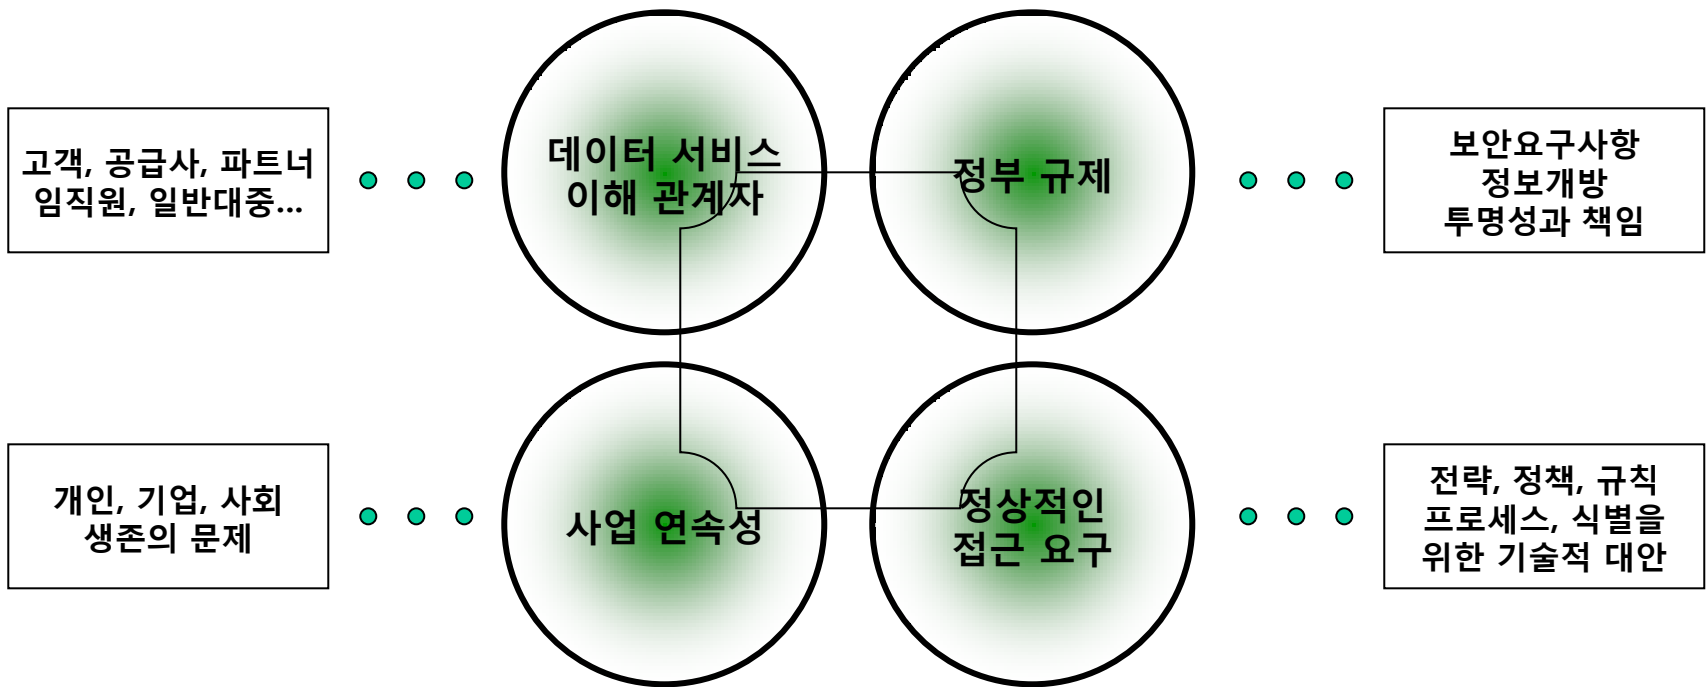 고객, 공급사, 파트너
임직원, 일반대중...
데이터 서비스
이해 관계자
정부 규제
보안요구사항
정보개방
투명성과 책임
개인, 기업, 사회
생존의 문제
사업 연속성
정상적인
접근 요구
전략, 정책, 규칙
프로세스, 식별을
위한 기술적 대안